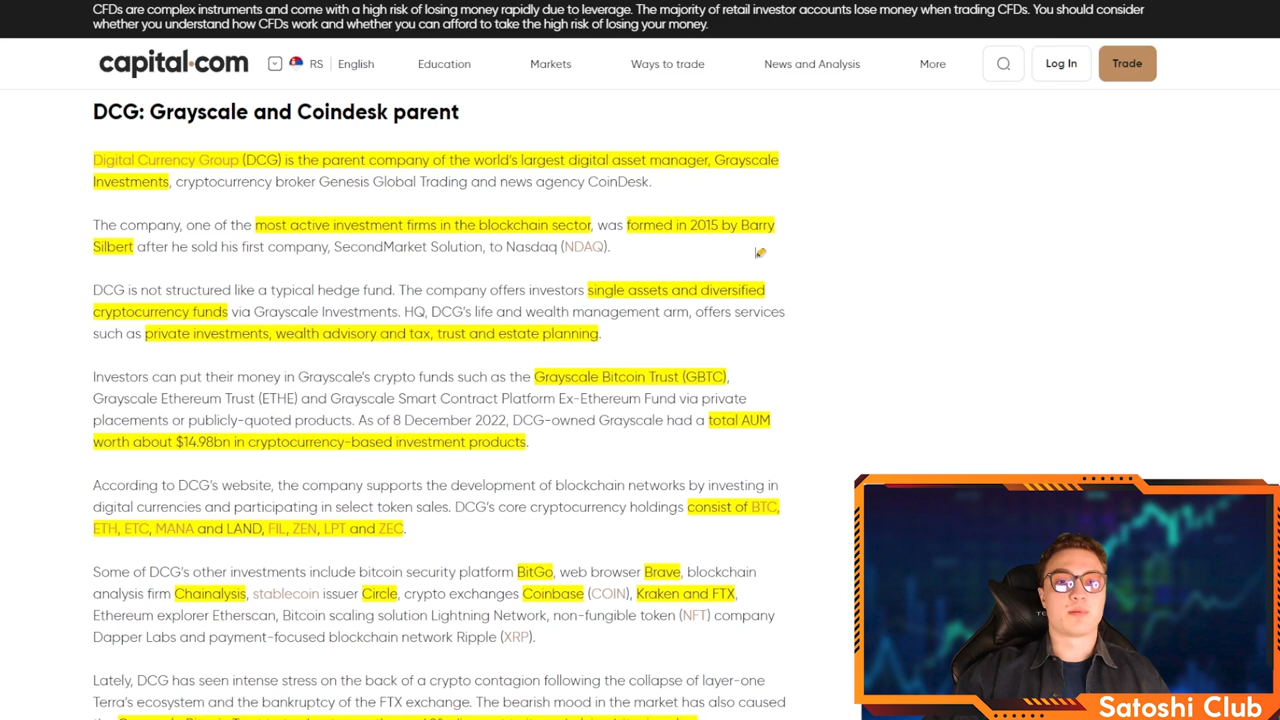 CFDs are complex instruments and come with a high risk of losing money rapidly due to leverage. The majority of retail investor accounts lose money when trading CFDs. You should consider
whether you understand how CFDs work and whether you can afford to take the high risk of losing your money.
capital·com RS English Education Markets Ways to trade News and Analysis More Log In Trade
DCG: Grayscale and Coindesk parent
Digital Currency Group (DCG) is the parent company of the world's largest digital asset manager, Grayscale
Investments, cryptocurrency broker Genesis Global Trading and news agency CoinDesk.
The company, one of the most active investment firms in the blockchain sector, was formed in 2015 by Barry
Silbert after he sold his first company, SecondMarket Solution, to Nasdaq (NDAQ).
DCG is not structured like a typical hedge fund. The company offers investors single assets and diversified
cryptocurrency funds via Grayscale Investments. HQ, DCG's life and wealth management arm, offers services
such as private investments, wealth advisory and tax, trust and estate planning.
Investors can put their money in Grayscale's crypto funds such as the Grayscale Bitcoin Trust (GBTC),
Grayscale Ethereum Trust (ETHE) and Grayscale Smart Contract Platform Ex-Ethereum Fund via private
placements or publicly-quoted products. As of 8 December 2022, DCG-owned Grayscale had a total AUM
worth about $14.98bn in cryptocurrency-based investment products.
According to DCG's website, the company supports the development of blockchain networks by investing in
digital currencies and participating in select token sales. DCG's core cryptocurrency holdings consist of BTC,
ETH, ETC, MANA and LAND, FIL, ZEN, LPT and ZEC.
Some of DCG's other investments include bitcoin security platform BitGo, web browser Brave, blockchain
analysis firm Chainalysis, stablecoin issuer Circle, crypto exchanges Coinbase (COIN), Kraken and FTX,
Ethereum explorer Etherscan, Bitcoin scaling solution Lightning Network, non-fungible token (NFT) company
Dapper Labs and payment-focused blockchain network Ripple (XRP).
Lately, DCG has seen intense stress on the back of a crypto contagion following the collapse of layer-one
Terra's ecosystem and the bankruptcy of the FTX exchange. The bearish mood in the market has also caused
Satoshi Club